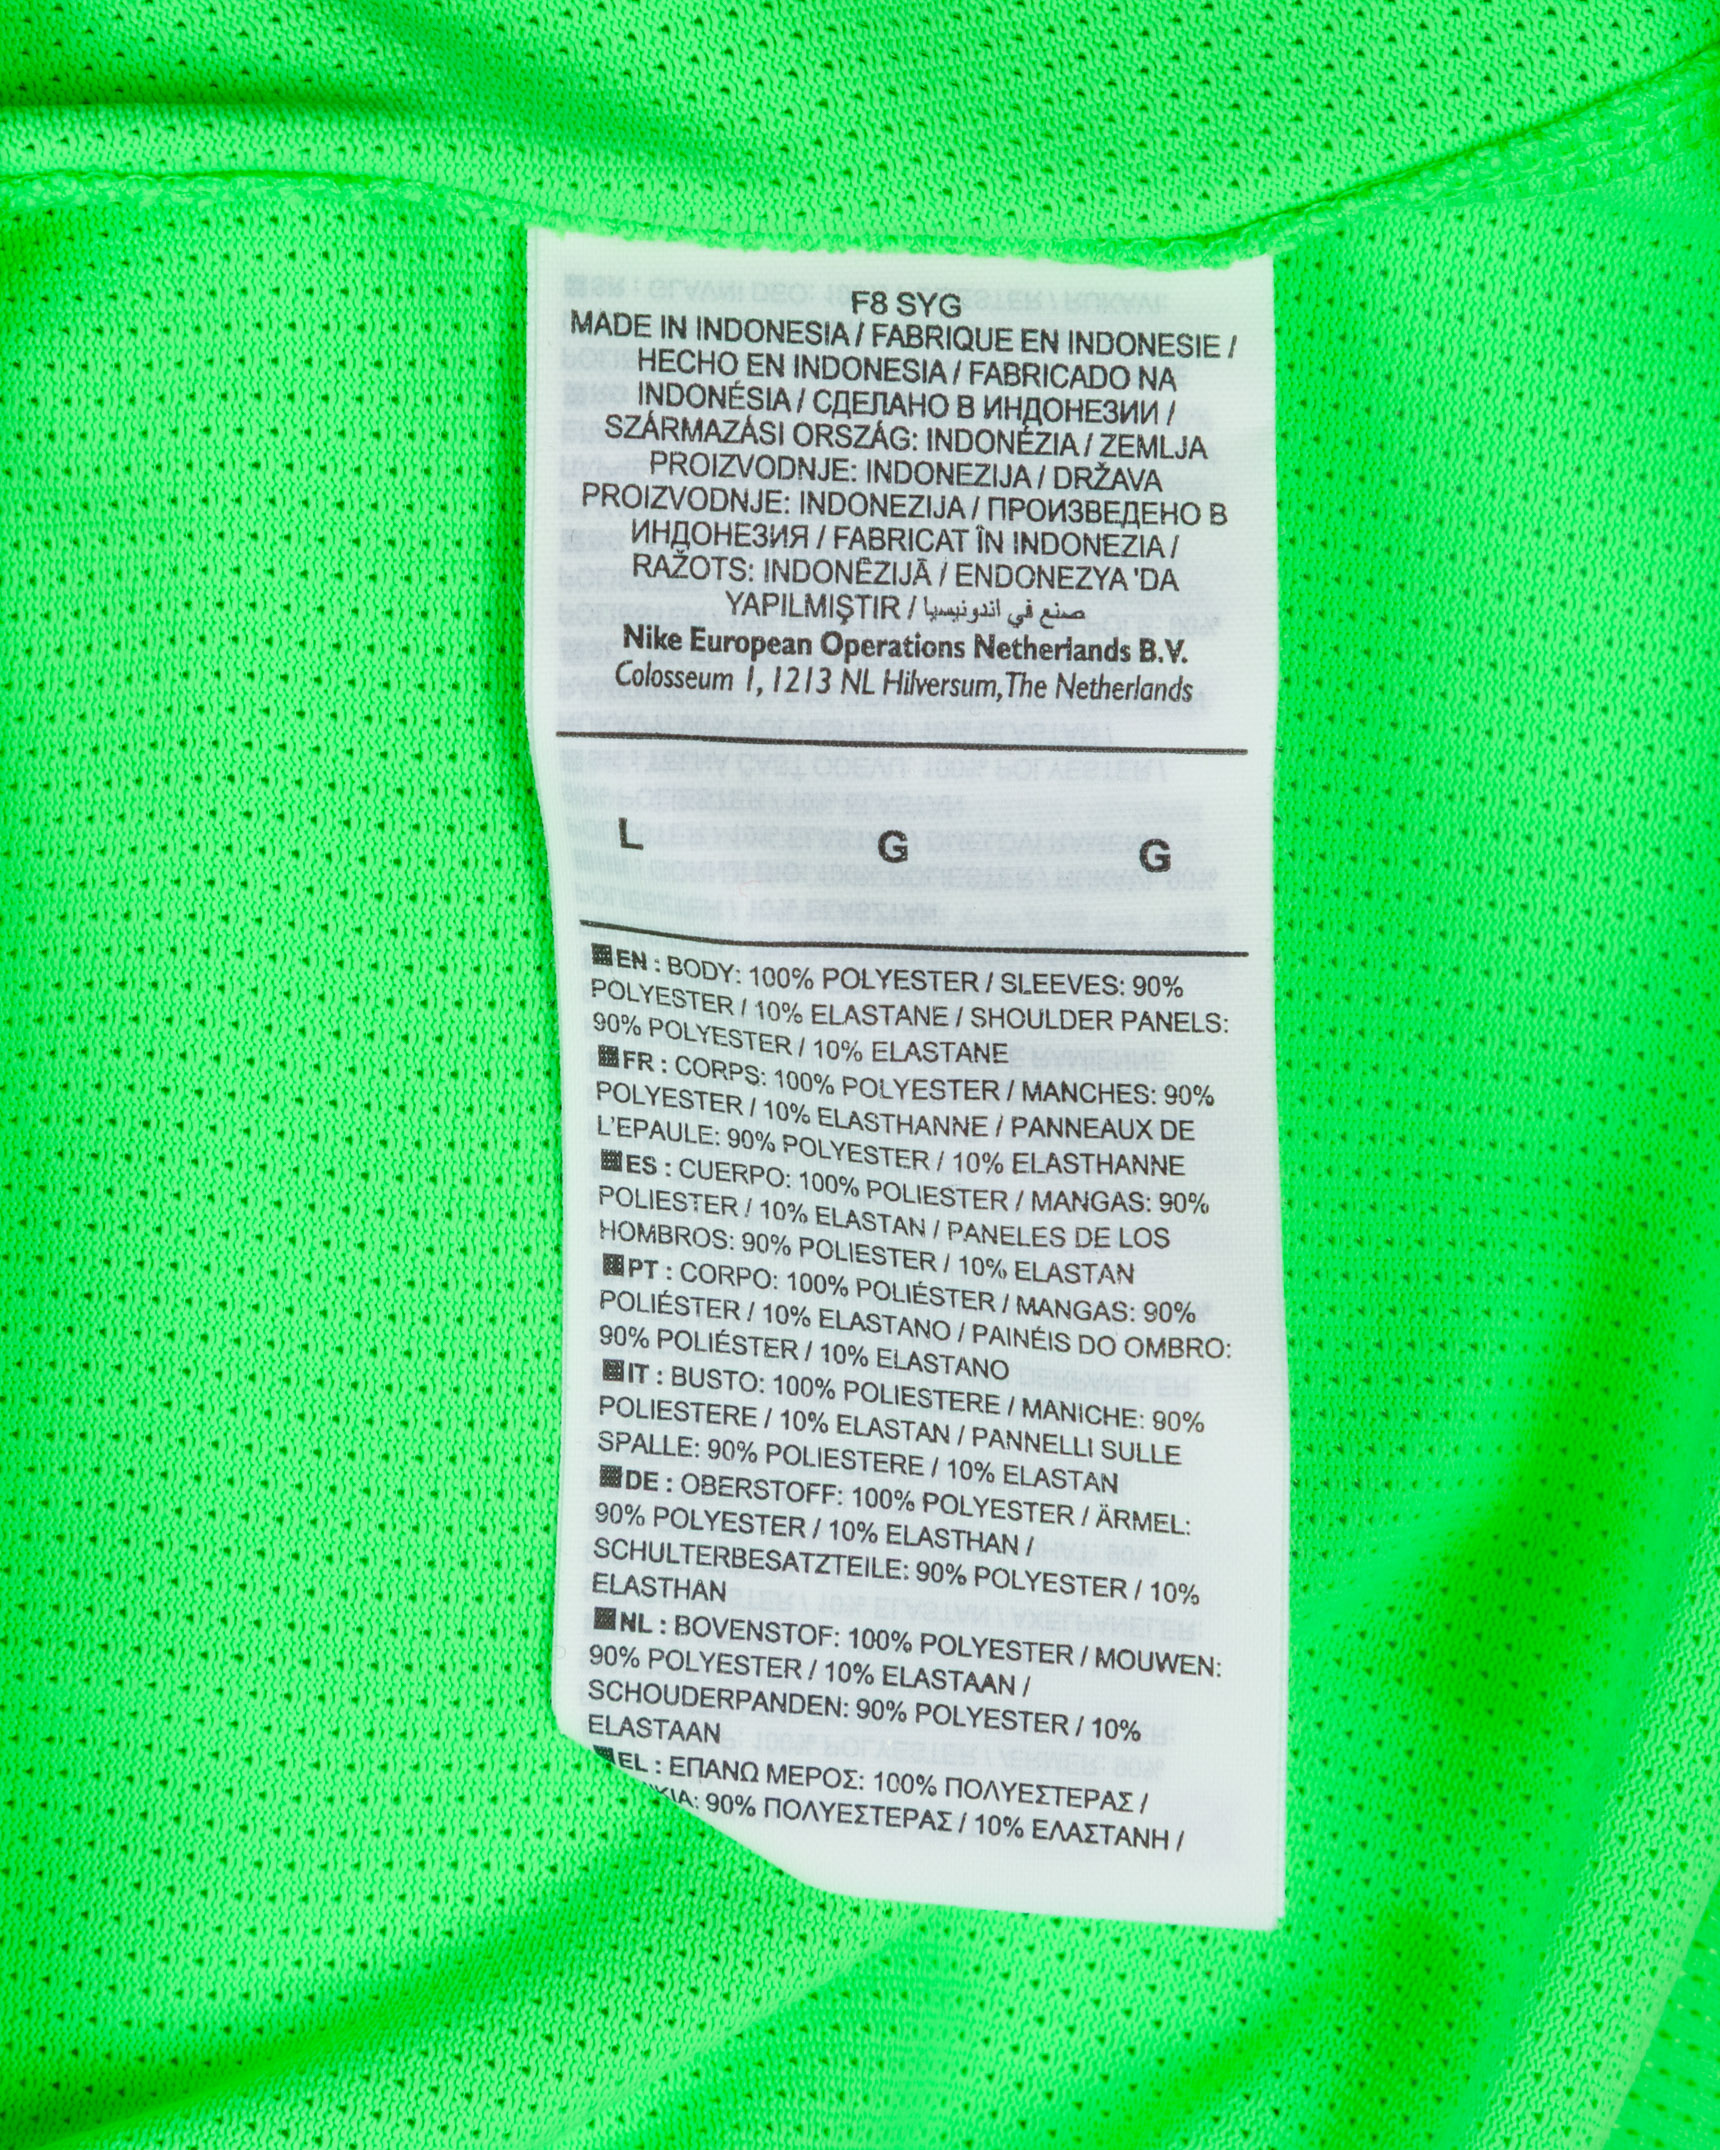 F8 SYG
MADE IN INDONESIA / FABRIQUE EN INDONESIE /
HECHO EN INDONESIA / FABRICADO NA
INDONÉSIA / СДЕЛАНО В ИНДОНЕЗИИ /
SZÁRMAZÁSI ORSZÁG: INDONÉZIA / ZEMLJA
PROIZVODNJE: INDONEZIJA / DRŽAVA
PROIZVODNJE: INDONEZIJA / ПРОИЗВЕДЕНО В
ИНДОНЕЗИЯ / FABRICAT ÎN INDONEZIA /
RAŽOTS: INDONĒZIJĀ / ENDONEZYA 'DA
YAPILMIŞTIR / صنع في اندونيسيا
Nike European Operations Netherlands B.V.
Colosseum 1, 1213 NL Hilversum, The Netherlands
L G G
EN : BODY: 100% POLYESTER / SLEEVES: 90%
POLYESTER / 10% ELASTANE / SHOULDER PANELS:
90% POLYESTER / 10% ELASTANE
FR : CORPS: 100% POLYESTER / MANCHES: 90%
POLYESTER / 10% ELASTHANNE / PANNEAUX DE
L'EPAULE: 90% POLYESTER / 10% ELASTHANNE
ES : CUERPO: 100% POLIESTER / MANGAS: 90%
POLIESTER / 10% ELASTAN / PANELES DE LOS
HOMBROS: 90% POLIESTER / 10% ELASTAN
PT : CORPO: 100% POLIÉSTER / MANGAS: 90%
POLIÉSTER / 10% ELASTANO / PAINÉIS DO OMBRO:
90% POLIÉSTER / 10% ELASTANO
IT : BUSTO: 100% POLIESTERE / MANICHE: 90%
POLIESTERE / 10% ELASTAN / PANNELLI SULLE
SPALLE: 90% POLIESTERE / 10% ELASTAN
DE : OBERSTOFF: 100% POLYESTER / ÄRMEL:
90% POLYESTER / 10% ELASTHAN /
SCHULTERBESATZTEILE: 90% POLYESTER / 10%
ELASTHAN
NL : BOVENSTOF: 100% POLYESTER / MOUWEN:
90% POLYESTER / 10% ELASTAAN /
SCHOUDERPANDEN: 90% POLYESTER / 10%
ELASTAAN
EL : ΕΠΑΝΩ ΜΕΡΟΣ: 100% ΠΟΛΥΕΣΤΕΡΑΣ /
90% ΠΟΛΥΕΣΤΕΡΑΣ / 10% ΕΛΑΣΤΑΝΗ /